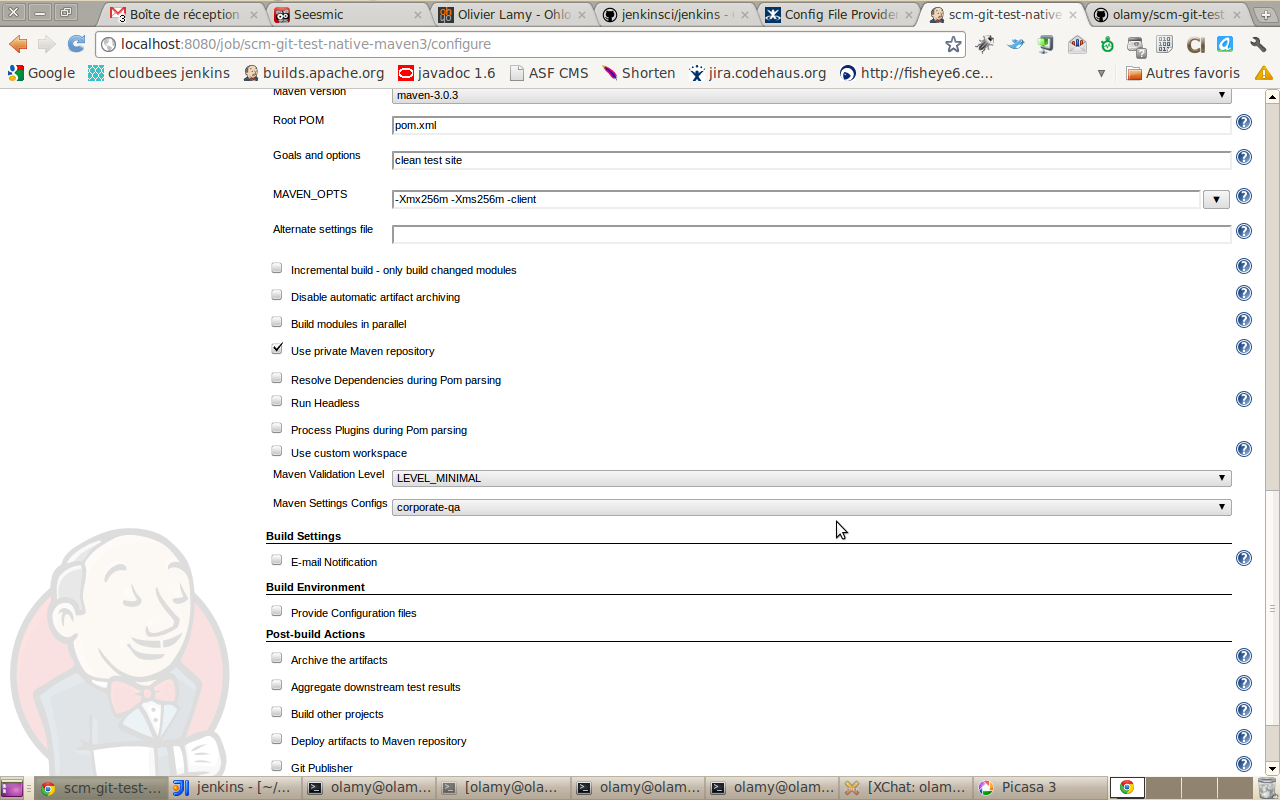 Boîte de réception
Seesmic
Olivier Lamy - Ohlo
jenkinsci/jenkins -
Config File Provider
scm-git-test-native
olamy/scm-git-test
localhost:8080/job/scm-git-test-native-maven3/configure
Google
cloudbees jenkins
builds.apache.org
javadoc 1.6
ASF CMS
Shorten
jira.codehaus.org
http://fisheye6.ce...
Autres favoris
Maven Version
maven-3.0.3
Root POM
pom.xml
Goals and options
clean test site
MAVEN_OPTS
-Xmx256m -Xms256m -client
Alternate settings file
Incremental build - only build changed modules
Disable automatic artifact archiving
Build modules in parallel
Use private Maven repository
Resolve Dependencies during Pom parsing
Run Headless
Process Plugins during Pom parsing
Use custom workspace
Maven Validation Level
LEVEL_MINIMAL
Maven Settings Configs
corporate-qa
Build Settings
E-mail Notification
Build Environment
Provide Configuration files
Post-build Actions
Archive the artifacts
Aggregate downstream test results
Build other projects
Deploy artifacts to Maven repository
Git Publisher
scm-git-test-...
jenkins - [~/...
olamy@olam...
[olamy@ola...
olamy@olam...
olamy@olam...
[XChat: olam...
Picasa 3